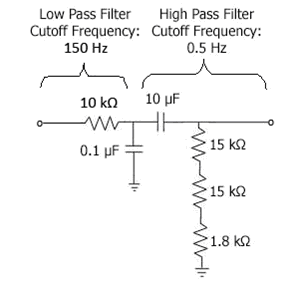 Low Pass Filter
Cutoff Frequency:
150 Hz
High Pass Filter
Cutoff Frequency:
0.5 Hz
10 kΩ
10 µF
0.1 µF
15 kΩ
15 kΩ
1.8 kΩ